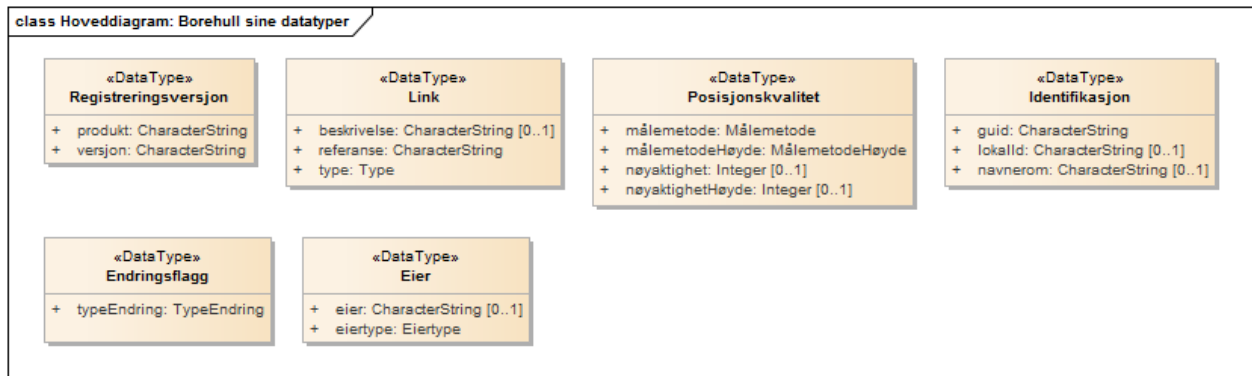 class Hoveddiagram: Borehull sine datatyper
«DataType»
Registreringsversjon
+ produkt: CharacterString
+ versjon: CharacterString
«DataType»
Link
+ beskrivelse: CharacterString [0..1]
+ referanse: CharacterString
+ type: Type
«DataType»
Posisjonskvalitet
+ målemetode: Målemetode
+ målemetodeHøyde: MålemetodeHøyde
+ nøyaktighet: Integer [0..1]
+ nøyaktighetHøyde: Integer [0..1]
«DataType»
Identifikasjon
+ guid: CharacterString
+ lokalId: CharacterString [0..1]
+ navnerom: CharacterString [0..1]
«DataType»
Endringsflagg
+ typeEndring: TypeEndring
«DataType»
Eier
+ eier: CharacterString [0..1]
+ eiertype: Eiertype